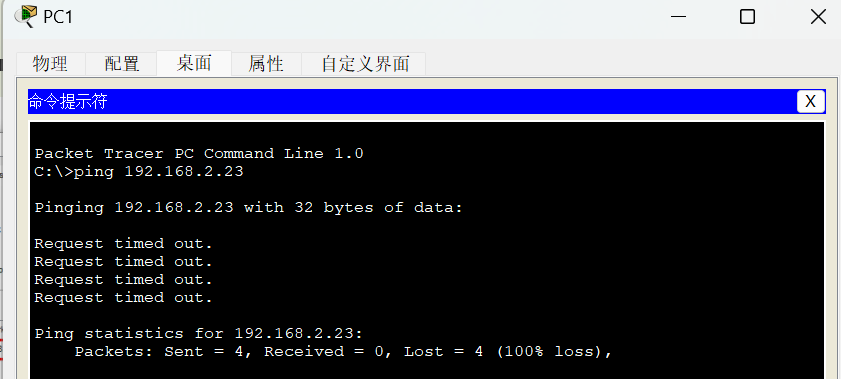 PC1
物理 配置 桌面 属性 自定义界面
命令提示符 X
Packet Tracer PC Command Line 1.0
C:\>ping 192.168.2.23
Pinging 192.168.2.23 with 32 bytes of data:
Request timed out.
Request timed out.
Request timed out.
Request timed out.
Ping statistics for 192.168.2.23:
Packets: Sent = 4, Received = 0, Lost = 4 (100% loss),